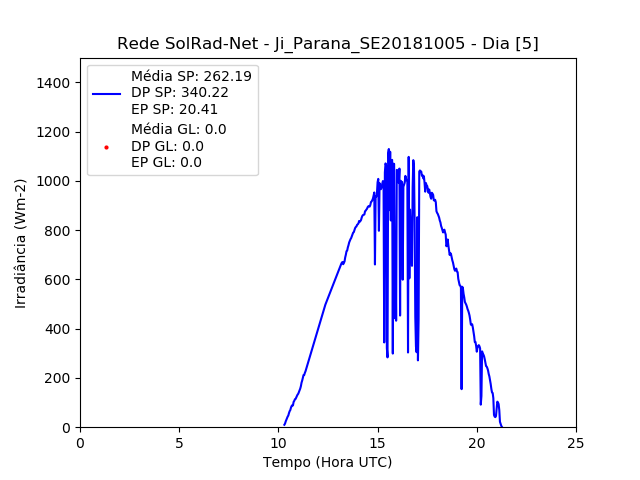 Rede SolRad-Net - Ji_Parana_SE20181005 - Dia [5]
Média SP: 262.19
DP SP: 340.22
EP SP: 20.41
Média GL: 0.0
DP GL: 0.0
EP GL: 0.0
Irradiância (Wm-2)
1400
1200
1000
800
600
400
200
0
0 5 10 15 20 25
Tempo (Hora UTC)